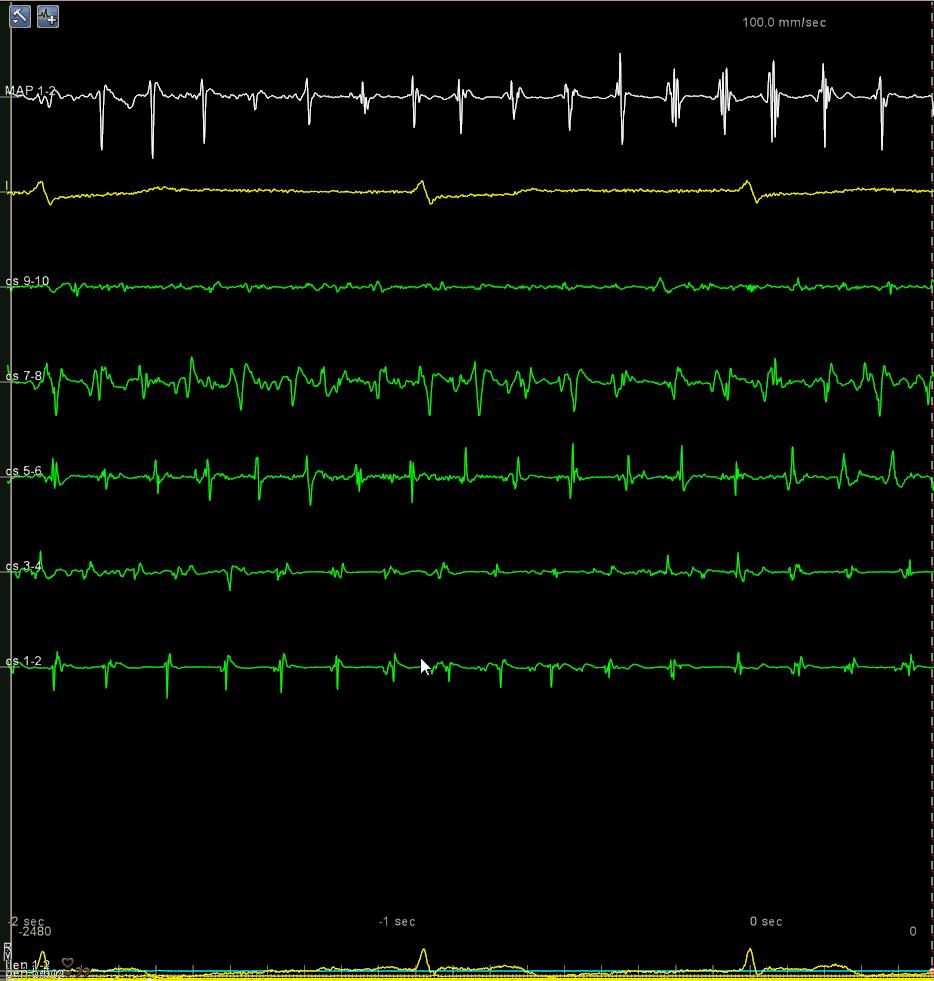 100.0 mm/sec
MAP 1-2
I
cs 9-10
cs 7-8
cs 5-6
cs 3-4
cs 1-2
-2 sec
-1 sec
0 sec
-2480
0